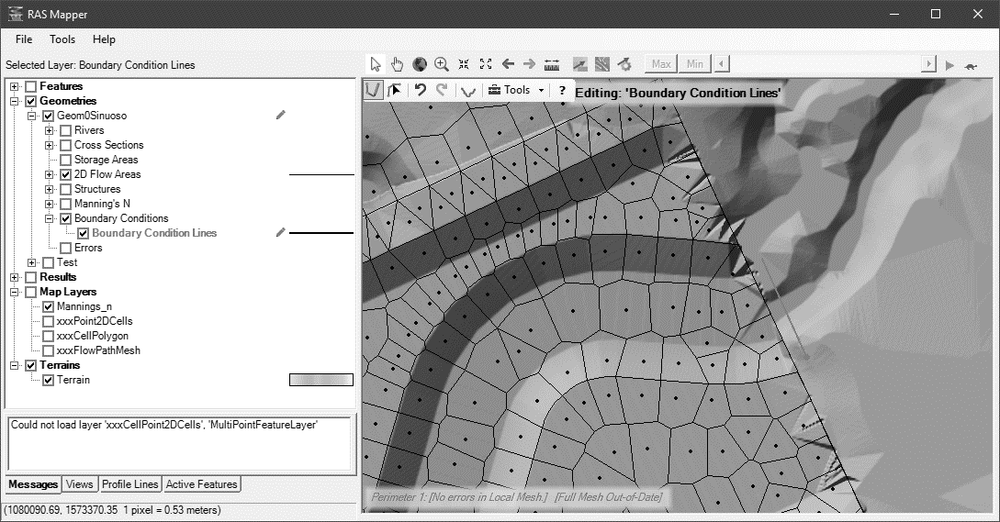 RAS Mapper
File Tools Help
Selected Layer: Boundary Condition Lines
Max Min
Tools ? Editing: 'Boundary Condition Lines'
Features
Geometries
Geom0Sinuoso
Rivers
Cross Sections
Storage Areas
2D Flow Areas
Structures
Manning's N
Boundary Conditions
Boundary Condition Lines
Errors
Test
Results
Map Layers
Mannings_n
xxxPoint2DCells
xxxCellPolygon
xxxFlowPathMesh
Terrains
Terrain
Could not load layer 'xxxCellPoint2DCells', 'MultiPointFeatureLayer'
Messages Views Profile Lines Active Features
Perimeter 1: [No errors in Local Mesh.] [Full Mesh Out-of-Date]
(1080090.69, 1573370.35 1 pixel = 0.53 meters)